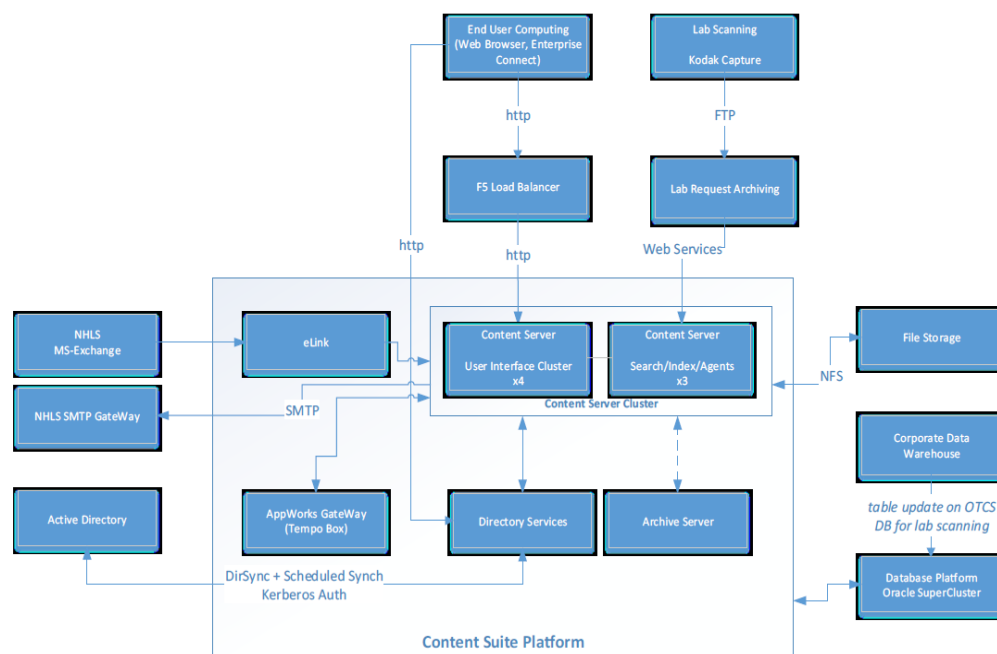 End User Computing
(Web Browser, Enterprise
Connect)
Lab Scanning
Kodak Capture
http
FTP
F5 Load Balancer
Lab Request Archiving
http
http
Web Services
NHLS
MS-Exchange
eLink
Content Server
User Interface Cluster
x4
Content Server
Search/Index/Agents
x3
Content Server Cluster
File Storage
NFS
NHLS SMTP GateWay
SMTP
Corporate Data
Warehouse
Active Directory
AppWorks GateWay
(Tempo Box)
Directory Services
Archive Server
table update on OTCS
DB for lab scanning
DirSync + Scheduled Synch
Kerberos Auth
Database Platform
Oracle SuperCluster
Content Suite Platform